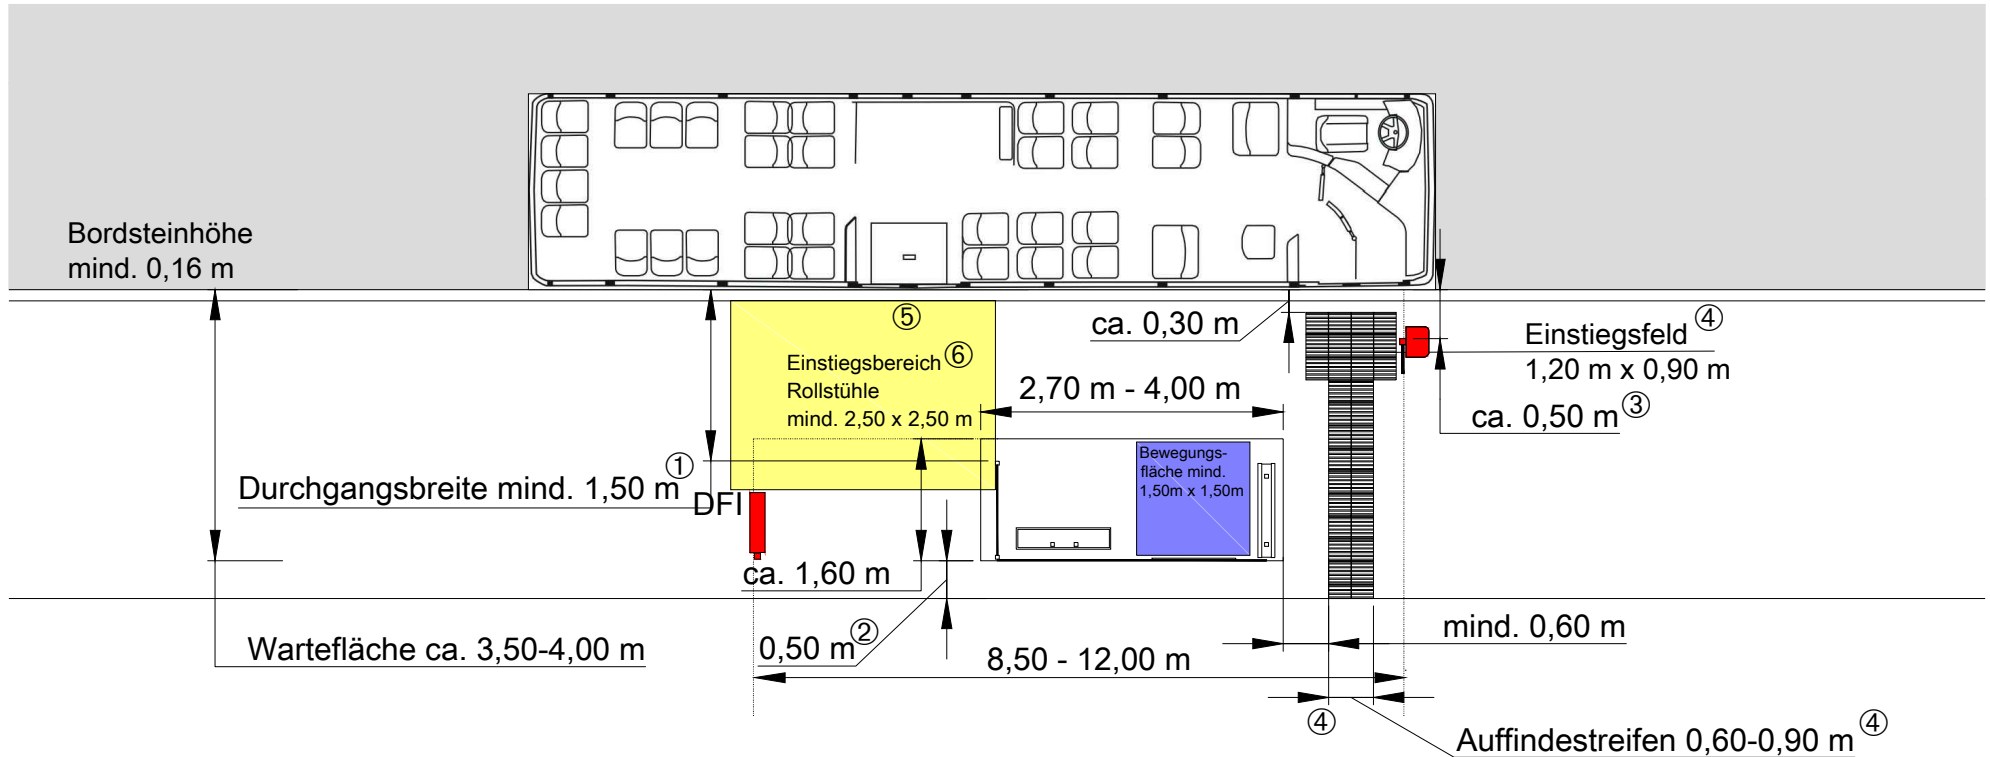 Bordsteinhöhe
mind. 0,16 m
⑤
Einstiegsbereich ⑥
Rollstühle
mind. 2,50 x 2,50 m
ca. 0,30 m
Einstiegsfeld ④
1,20 m x 0,90 m
2,70 m - 4,00 m
ca. 0,50 m ③
Bewegungs-
fläche mind.
1,50m x 1,50m
Durchgangsbreite mind. 1,50 m ①
DFI
ca. 1,60 m
Wartefläche ca. 3,50-4,00 m
0,50 m ②
8,50 - 12,00 m
mind. 0,60 m
④
Auffindestreifen 0,60-0,90 m ④